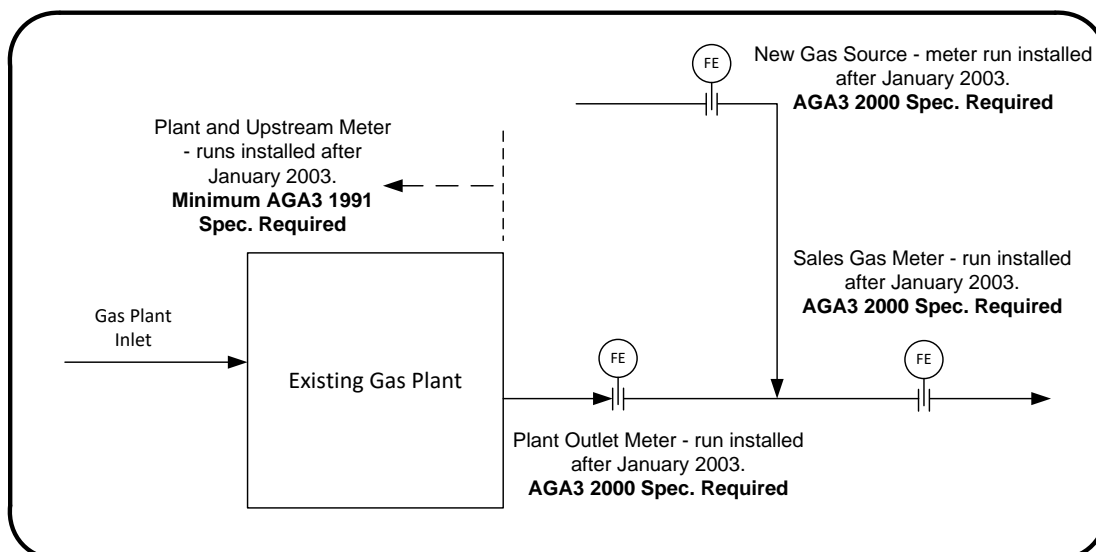 FE
New Gas Source - meter run installed
after January 2003.
AGA3 2000 Spec. Required
Plant and Upstream Meter
- runs installed after
January 2003.
Minimum AGA3 1991
Spec. Required
Sales Gas Meter - run installed
after January 2003.
AGA3 2000 Spec. Required
Gas Plant
Inlet
Existing Gas Plant
FE
FE
Plant Outlet Meter - run installed
after January 2003.
AGA3 2000 Spec. Required